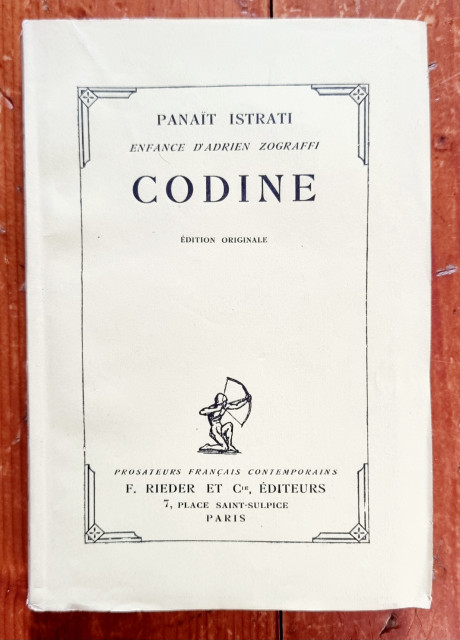 PANAÏT ISTRATI
ENFANCE D'ADRIEN ZOGRAFFI
CODINE
ÉDITION ORIGINALE
PROSATEURS FRANÇAIS CONTEMPORAINS
F. RIEDER ET Cie, ÉDITEURS
7, PLACE SAINT-SULPICE
PARIS